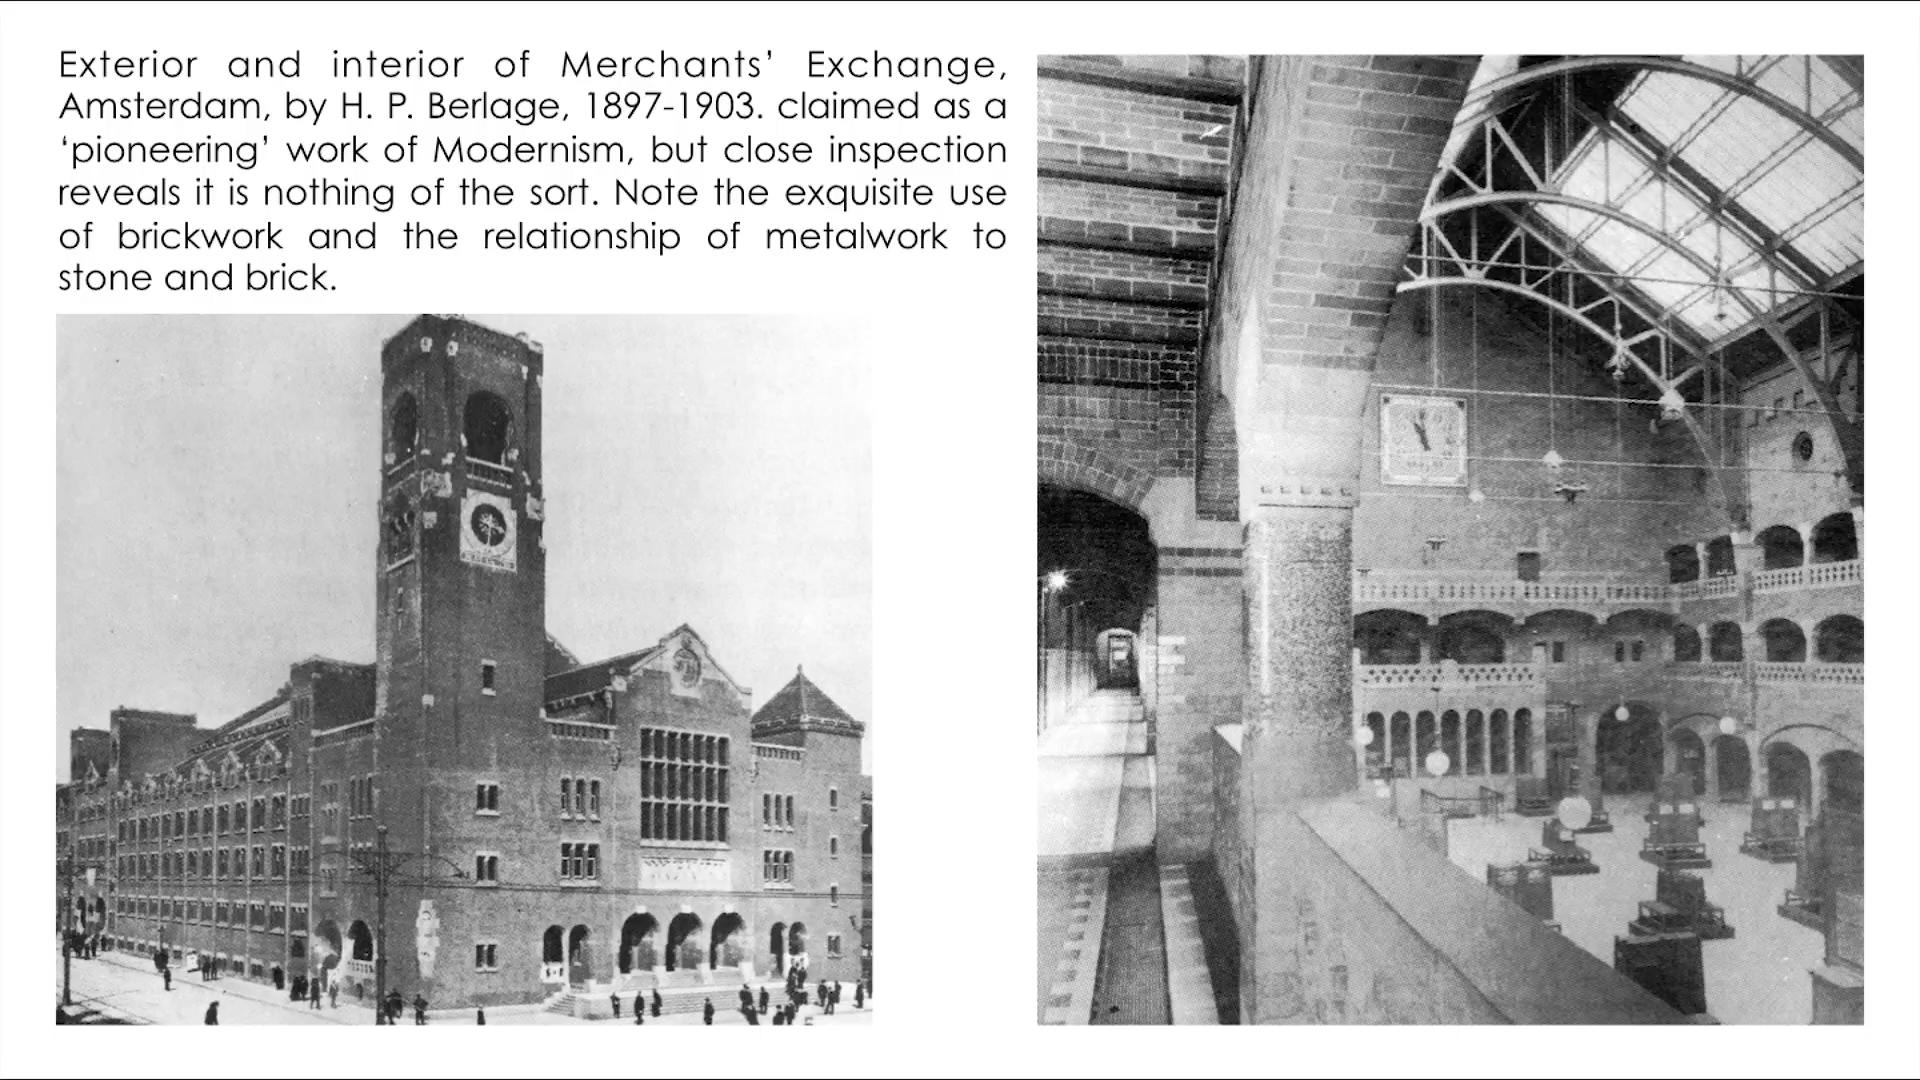 Exterior and interior of Merchants’ Exchange,
Amsterdam, by H. P. Berlage, 1897-1903. claimed as a
‘pioneering’ work of Modernism, but close inspection
reveals it is nothing of the sort. Note the exquisite use
of brickwork and the relationship of metalwork to
stone and brick.